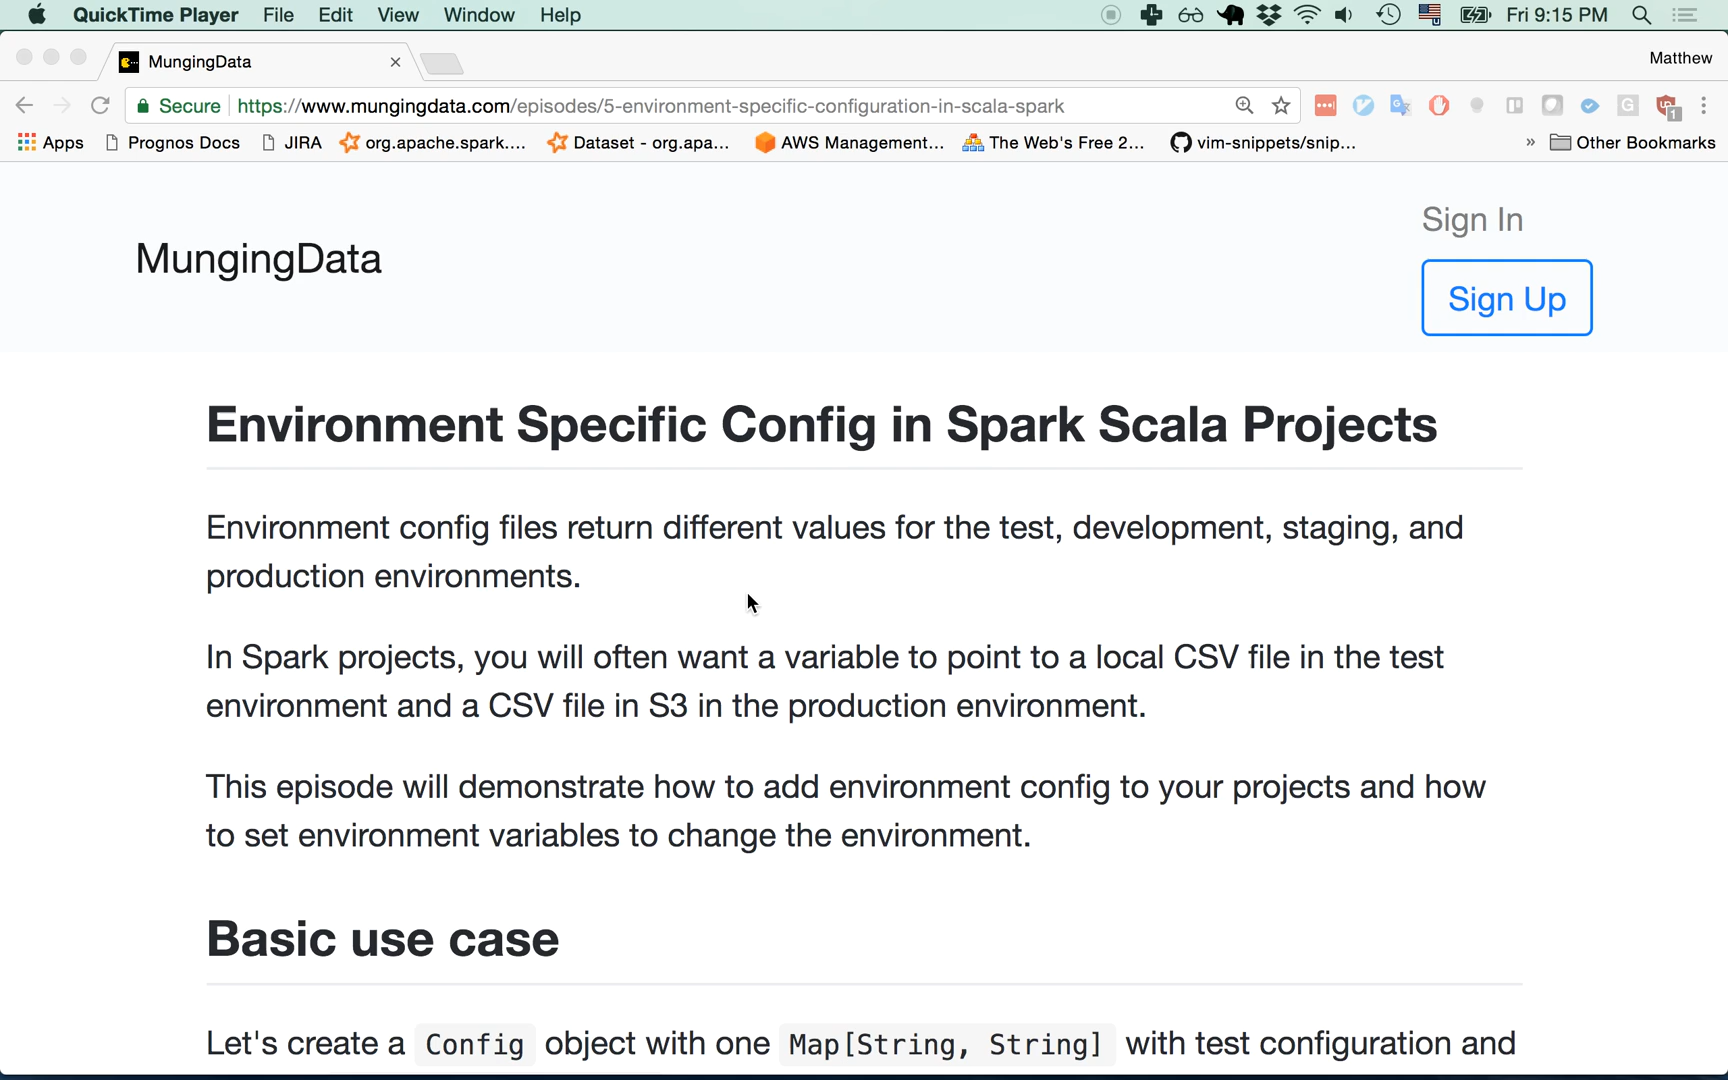 QuickTime Player File Edit View Window Help Fri 9:15 PM
MungingData Matthew
Secure https://www.mungingdata.com/episodes/5-environment-specific-configuration-in-scala-spark
Apps Prognos Docs JIRA org.apache.spark.... Dataset - org.apa... AWS Management... The Web's Free 2... vim-snippets/snip... » Other Bookmarks
Sign In
MungingData
Sign Up
Environment Specific Config in Spark Scala Projects
Environment config files return different values for the test, development, staging, and
production environments.
In Spark projects, you will often want a variable to point to a local CSV file in the test
environment and a CSV file in S3 in the production environment.
This episode will demonstrate how to add environment config to your projects and how
to set environment variables to change the environment.
Basic use case
Let's create a Config object with one Map[String, String] with test configuration and